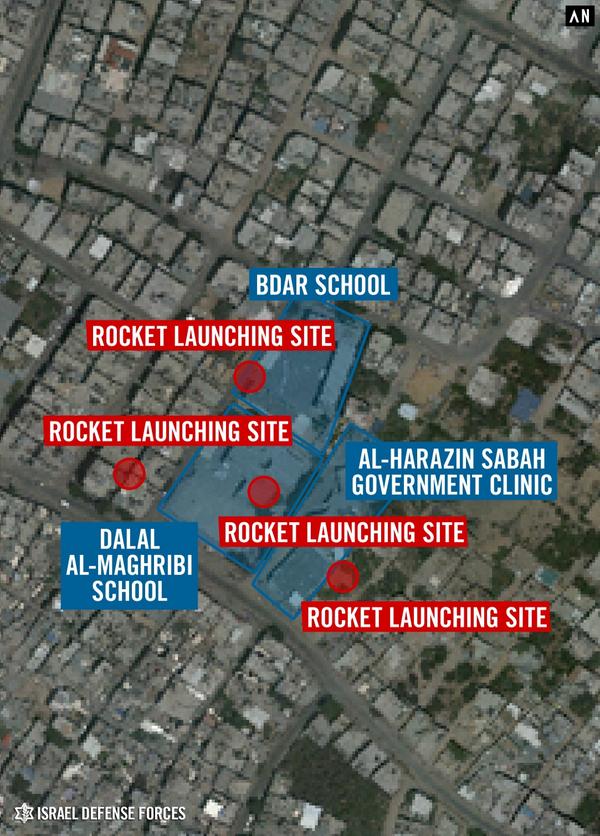 AN
BDAR SCHOOL
ROCKET LAUNCHING SITE
ROCKET LAUNCHING SITE
AL-HARAZIN SABAH
GOVERNMENT CLINIC
ROCKET LAUNCHING SITE
DALAL
AL-MAGHRIBI
SCHOOL
ROCKET LAUNCHING SITE
ISRAEL DEFENSE FORCES